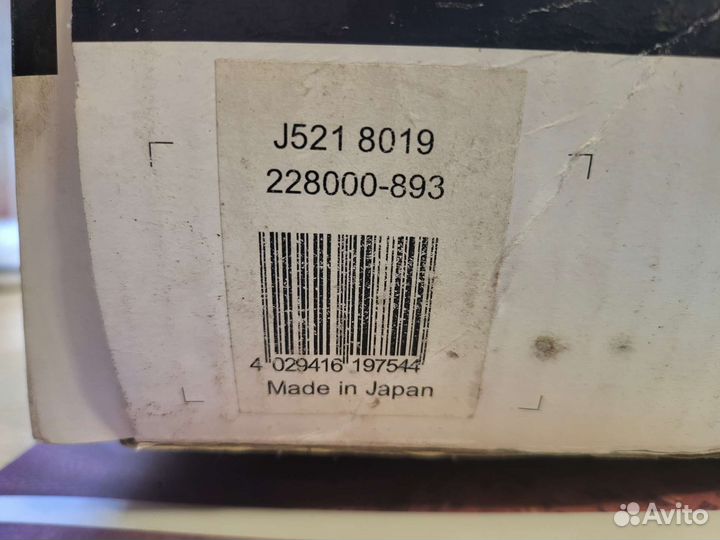 J521 8019
228000-893
4 029416 197544
Made in Japan
Avito